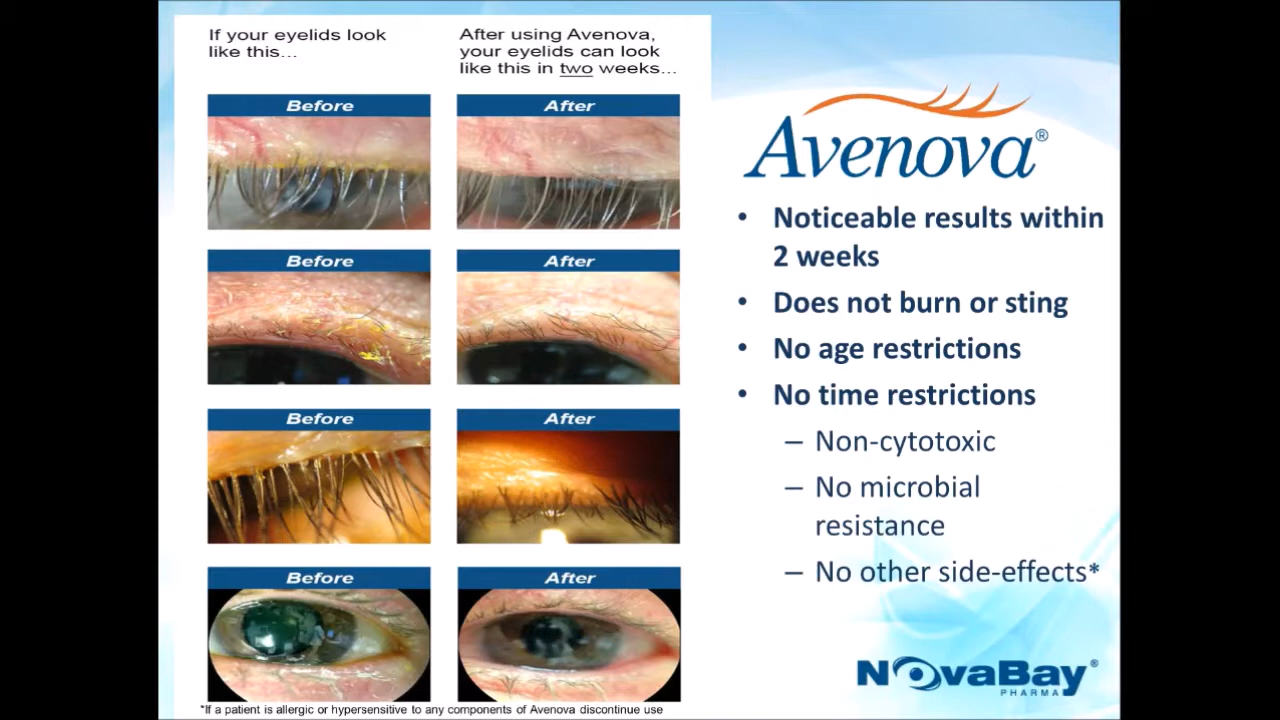 If your eyelids look
like this...
After using Avenova,
your eyelids can look
like this in two weeks...
Before
After
Before
After
Before
After
Before
After
*If a patient is allergic or hypersensitive to any components of Avenova discontinue use
Avenova®
• Noticeable results within
2 weeks
• Does not burn or sting
• No age restrictions
• No time restrictions
– Non-cytotoxic
– No microbial
resistance
– No other side-effects*
NovaBay®
PHARMA